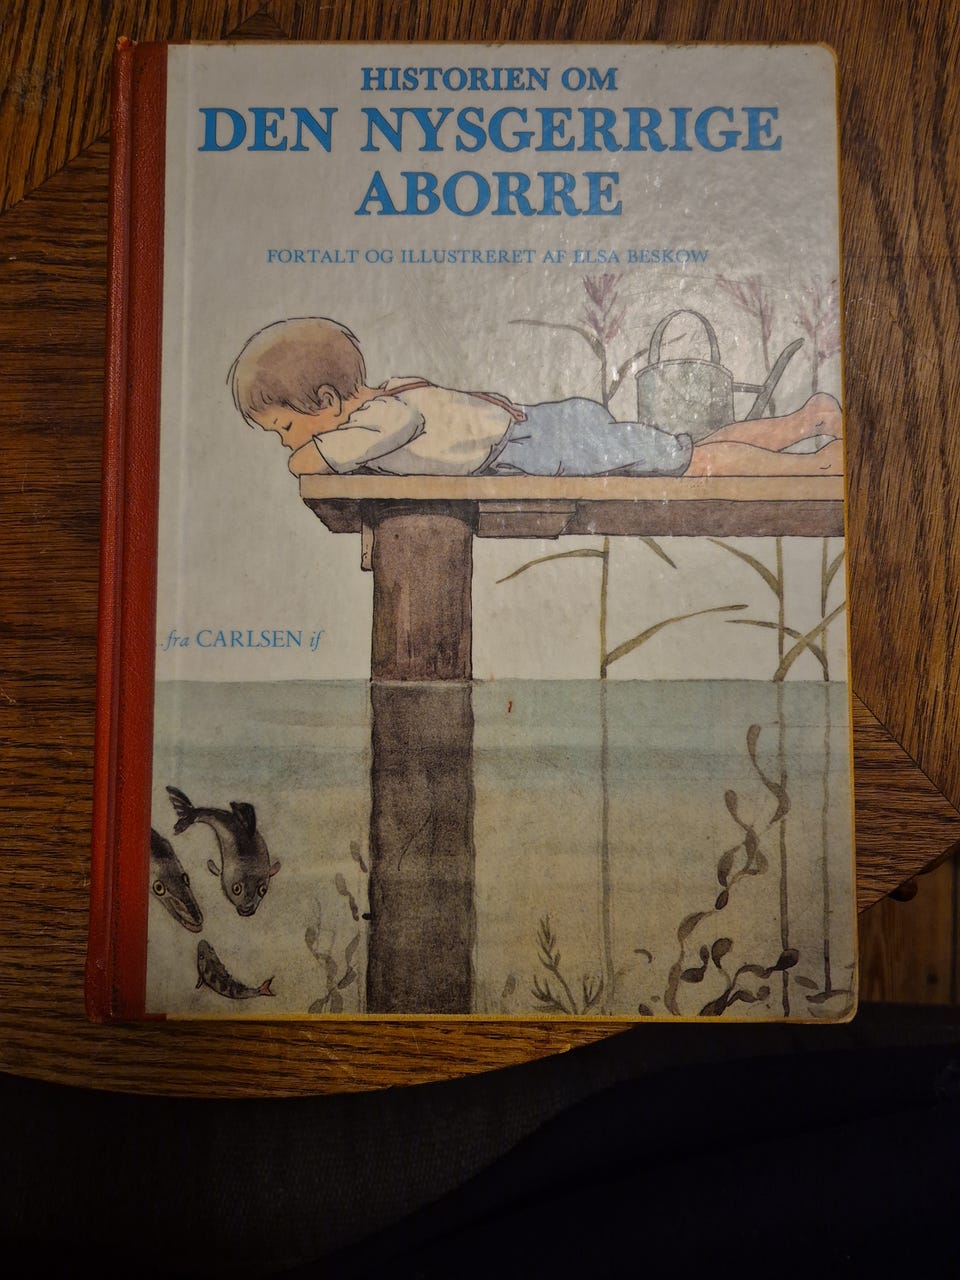 HISTORIEN OM
DEN NYSGERRIGE
ABORRE
FORTALT OG ILLUSTRERET AF ELSA BESKOW
..fra CARLSEN if